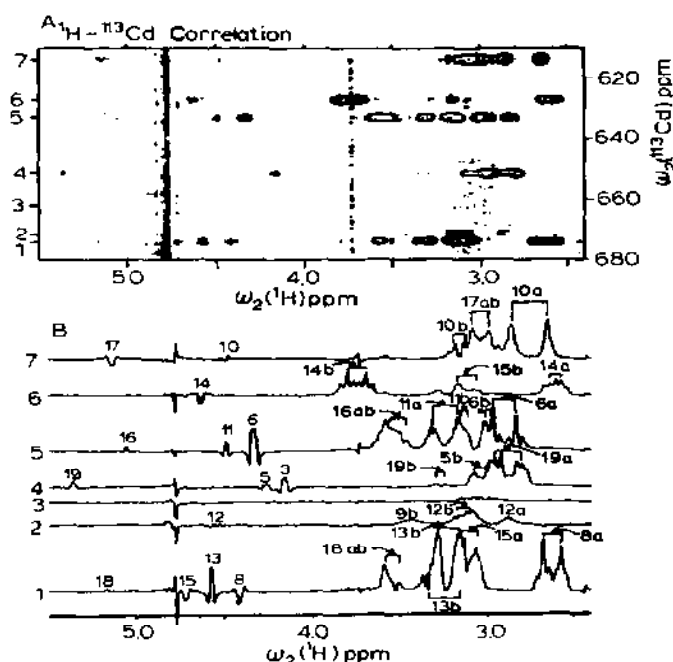 A 1H - 113Cd Correlation
7
6
5
4
3
2
1
620
640
660
680
ω2(113Cd) ppm
5.0
4.0
3.0
ω2(1H) ppm
B
10a
17ab
10b
17
10
7
14b
15b
14a
14
6
11a
11b
6b
6a
16ab
6
11
16
5
19b
5b
19a
19
5
3
4
3
9b
12b
12a
12
2
13b
15a
8a
18ab
13
18
15
8
1
13b
5.0
4.0
3.0
ω2(1H) ppm